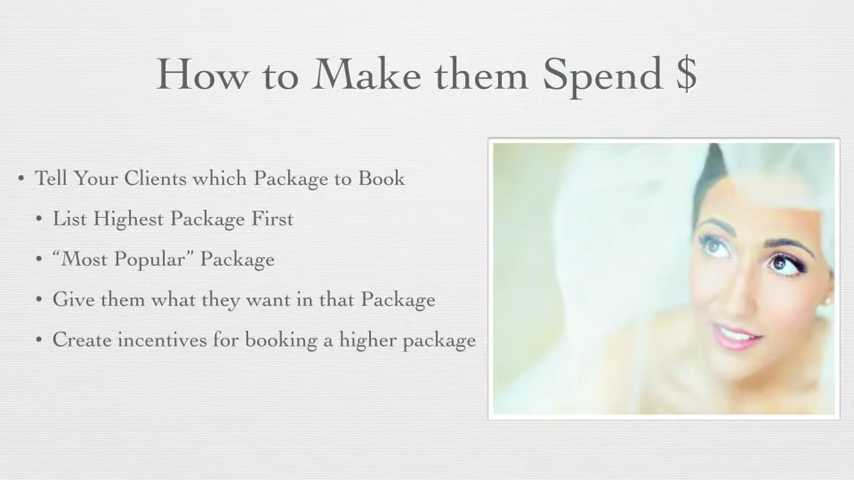 How to Make them Spend $
• Tell Your Clients which Package to Book
• List Highest Package First
• “Most Popular” Package
• Give them what they want in that Package
• Create incentives for booking a higher package